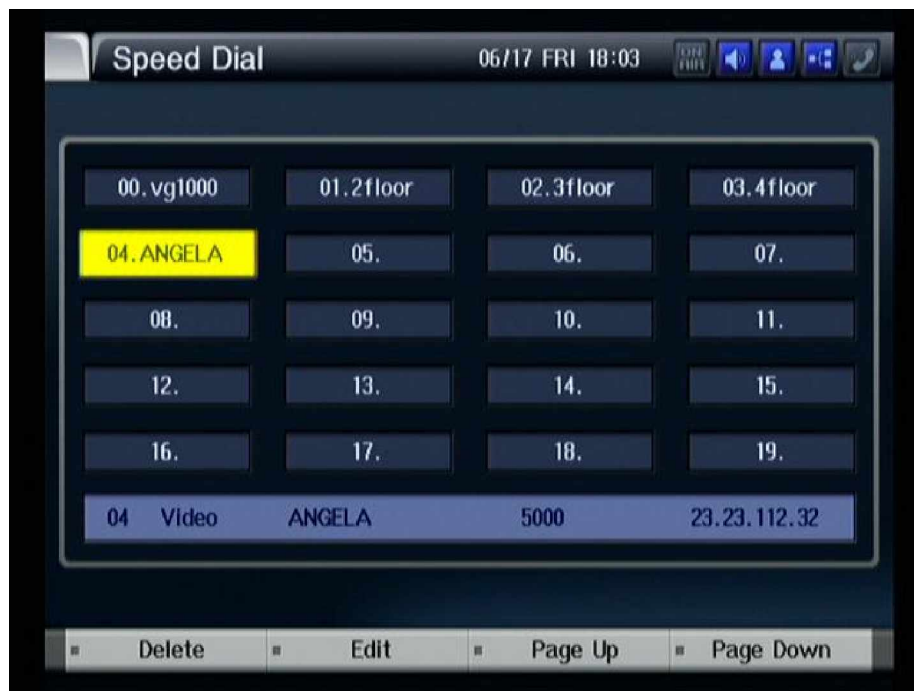 Speed Dial 06/17 FRI 18:03 ON AIR
00.vg1000 01.2floor 02.3floor 03.4floor
04.ANGELA 05. 06. 07.
08. 09. 10. 11.
12. 13. 14. 15.
16. 17. 18. 19.
04 Video ANGELA 5000 23.23.112.32
Delete Edit Page Up Page Down